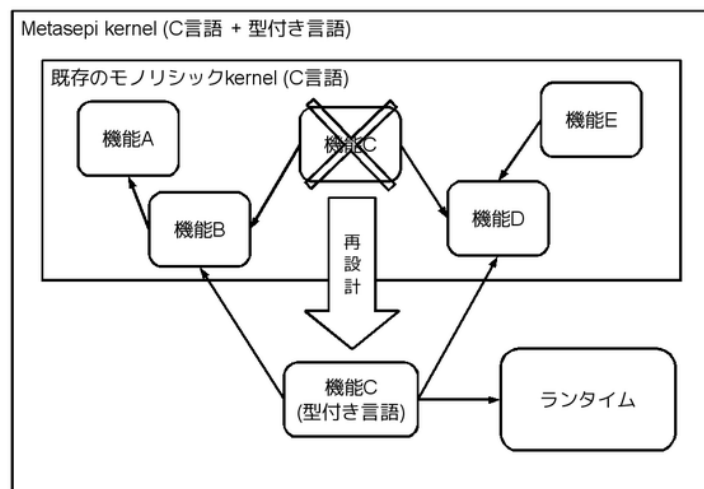 Metasepi kernel (C言語 + 型付き言語)
既存のモノリシックkernel (C言語)
機能A
機能C
機能E
機能B
機能D
再
設
計
機能C
(型付き言語)
ランタイム